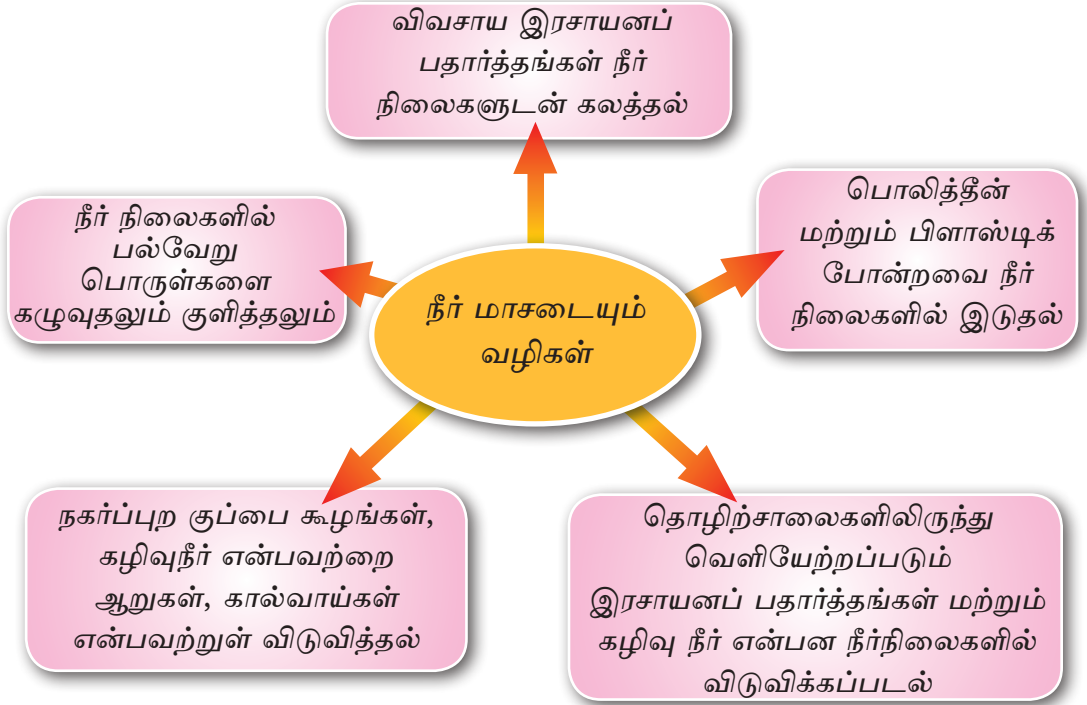 விவசாய இரசாயனப்
பதார்த்தங்கள் நீர்
நிலைகளுடன் கலத்தல்
பொலித்தீன்
மற்றும் பிளாஸ்டிக்
போன்றவை நீர்
நிலைகளில் இடுதல்
நீர் நிலைகளில்
பல்வேறு
பொருள்களை
கழுவுதலும் குளித்தலும்
நீர் மாசடையும்
வழிகள்
நகர்ப்புற குப்பை கூழங்கள்,
கழிவுநீர் என்பவற்றை
ஆறுகள், கால்வாய்கள்
என்பவற்றுள் விடுவித்தல்
தொழிற்சாலைகளிலிருந்து
வெளியேற்றப்படும்
இரசாயனப் பதார்த்தங்கள் மற்றும்
கழிவு நீர் என்பன நீர்நிலைகளில்
விடுவிக்கப்படல்